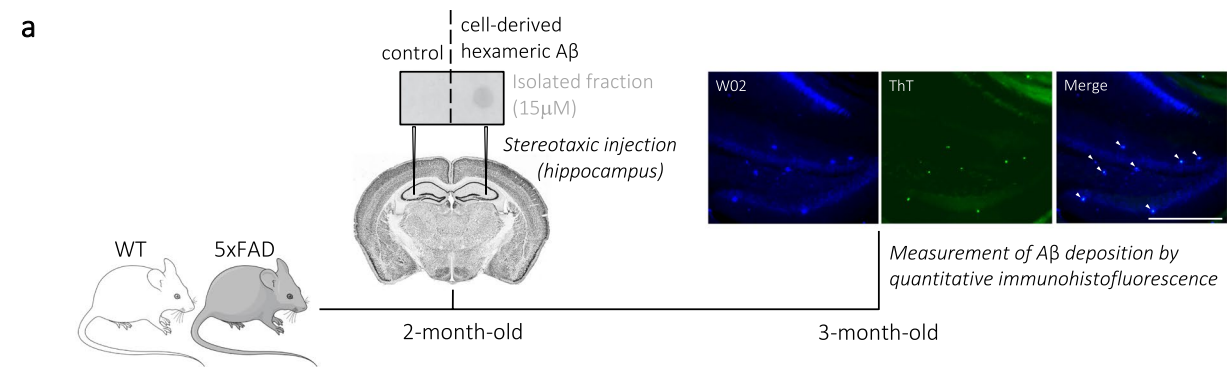 a
control
cell-derived
hexameric Aβ
Isolated fraction
(15μM)
Stereotaxic injection
(hippocampus)
W02
ThT
Merge
WT
5xFAD
Measurement of Aβ deposition by
quantitative immunohistofluorescence
2-month-old
3-month-old